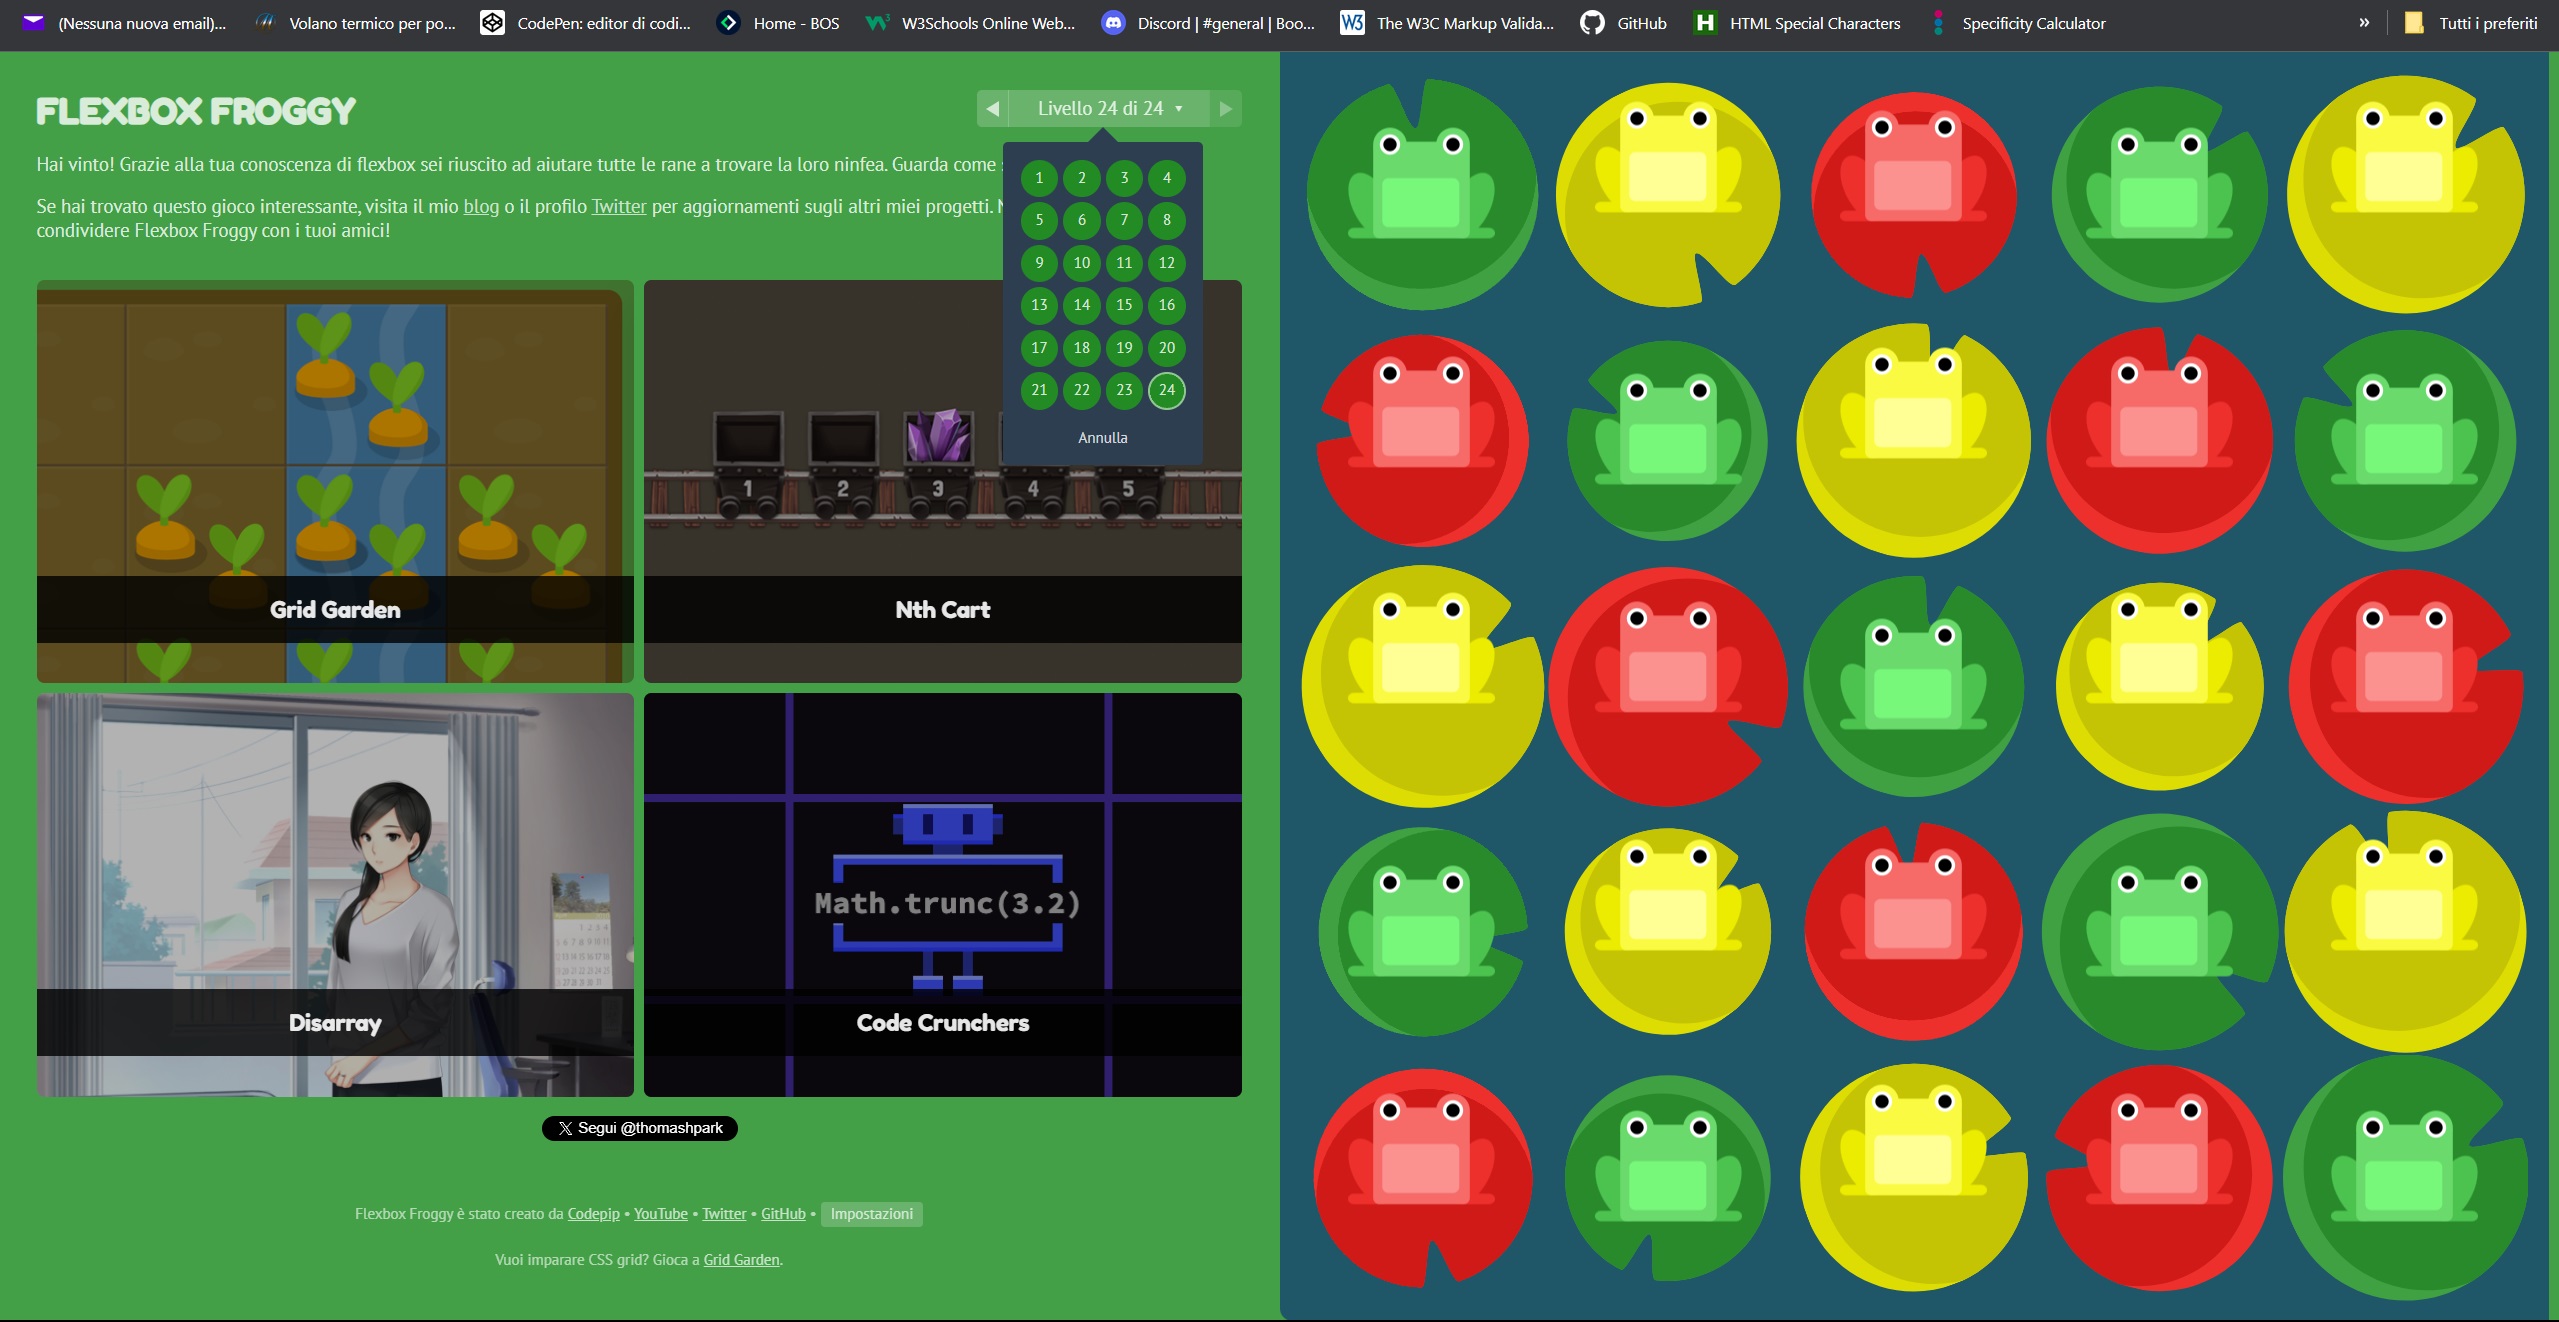 (Nessuna nuova email)...
Volano termico per po...
CodePen: editor di codi...
Home - BOS
W3Schools Online Web...
Discord | #general | Boo...
The W3C Markup Valida...
GitHub
HTML Special Characters
Specificity Calculator
»
Tutti i preferiti
FLEXBOX FROGGY
Livello 24 di 24
Hai vinto! Grazie alla tua conoscenza di flexbox sei riuscito ad aiutare tutte le rane a trovare la loro ninfea. Guarda come
Se hai trovato questo gioco interessante, visita il mio blog o il profilo Twitter per aggiornamenti sugli altri miei progetti.
condividere Flexbox Froggy con i tuoi amici!
1 2 3 4
5 6 7 8
9 10 11 12
13 14 15 16
17 18 19 20
21 22 23 24
Annulla
1 2 3 4 5
Grid Garden
Nth Cart
Math.trunc(3.2)
Disarray
Code Crunchers
Segui @thomashpark
Flexbox Froggy è stato creato da Codepip • YouTube • Twitter • GitHub • Impostazioni
Vuoi imparare CSS grid? Gioca a Grid Garden.